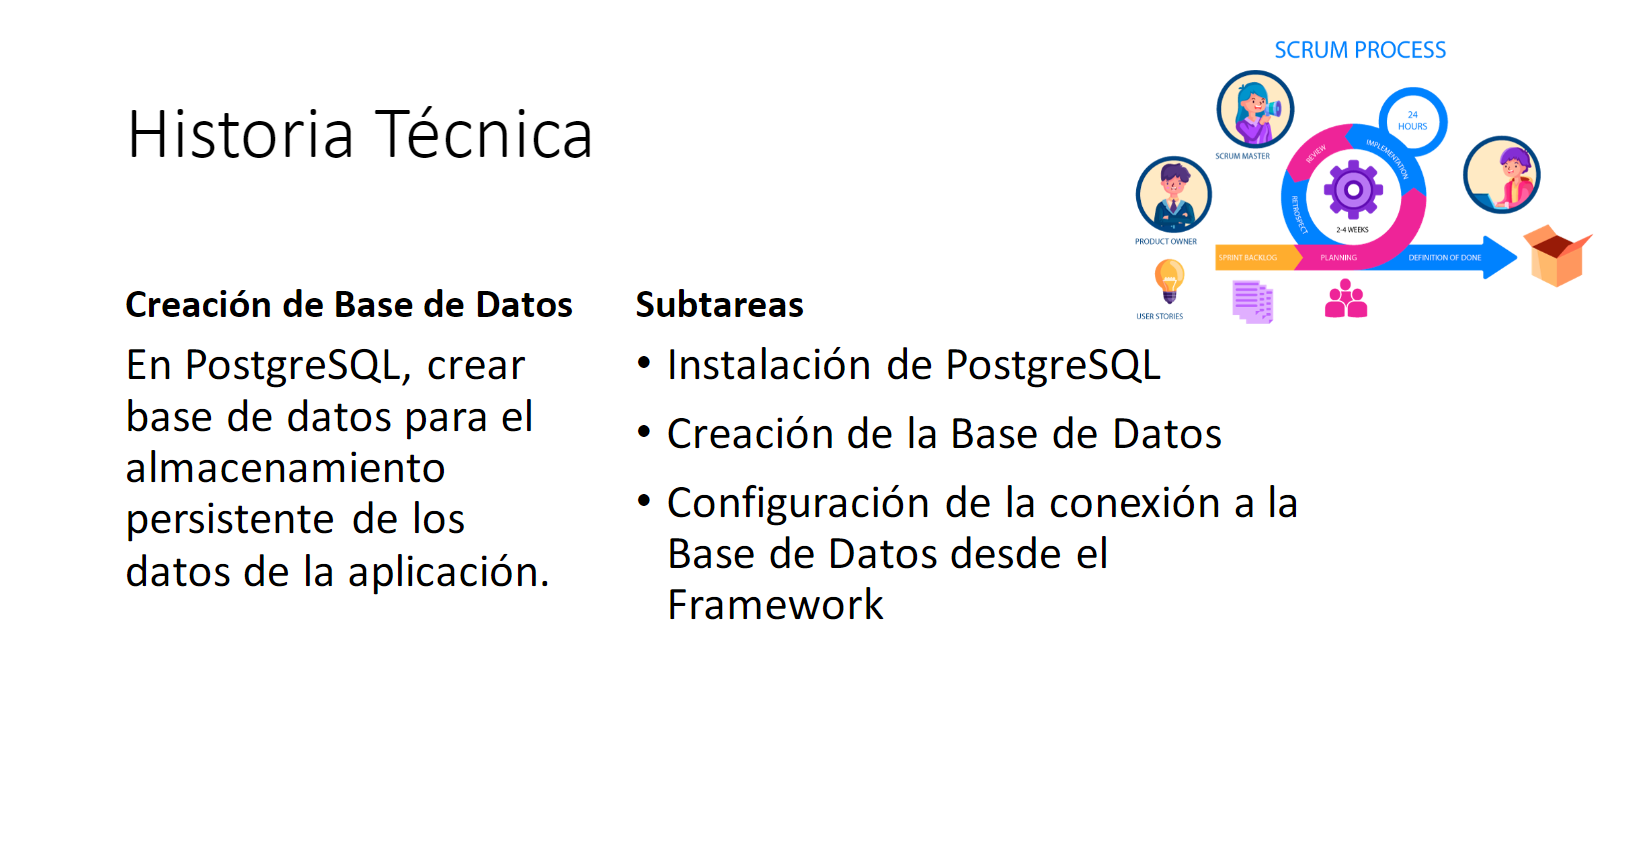 SCRUM PROCESS
Historia Técnica
24
HOURS
SCRUM MASTER
REVIEW
IMPLEMENTATION
RETROSPECT
2-4 WEEKS
PRODUCT OWNER
SPRINT BACKLOG
PLANNING
DEFINITION OF DONE
USER STORIES
Creación de Base de Datos
En PostgreSQL, crear
base de datos para el
almacenamiento
persistente de los
datos de la aplicación.
Subtareas
• Instalación de PostgreSQL
• Creación de la Base de Datos
• Configuración de la conexión a la
Base de Datos desde el
Framework